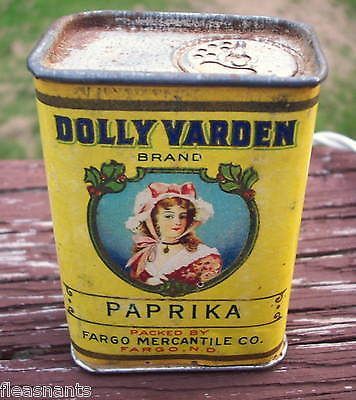 DOLLY VARDEN
BRAND
PAPRIKA
PACKED BY
FARGO MERCANTILE CO.
FARGO, N.D.
fleasnants